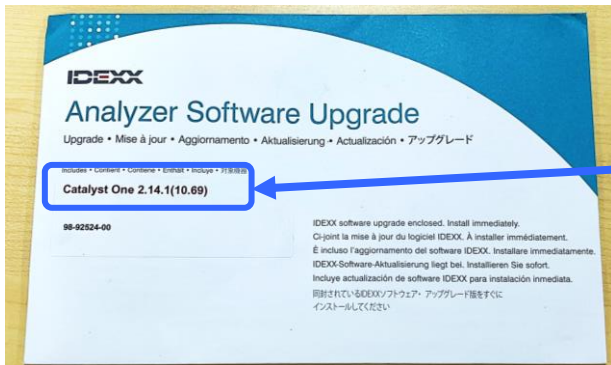 IDEXX
Analyzer Software Upgrade
Upgrade • Mise à jour • Aggiornamento • Aktualisierung • Actualización • アップグレード
Includes • Contient • Contiene • Enthält • Incluye • 対象機器
Catalyst One 2.14.1(10.69)
98-92524-00
IDEXX software upgrade enclosed. Install immediately.
Ci-joint la mise à jour du logiciel IDEXX. À installer immédiatement.
È incluso l'aggiornamento del software IDEXX. Installare immediatamente.
IDEXX-Software-Aktualisierung liegt bei. Installieren Sie sofort.
Incluye actualización de software IDEXX para instalación inmediata.
同封されているIDEXXソフトウェア・アップグレード版をすぐに
インストールしてください